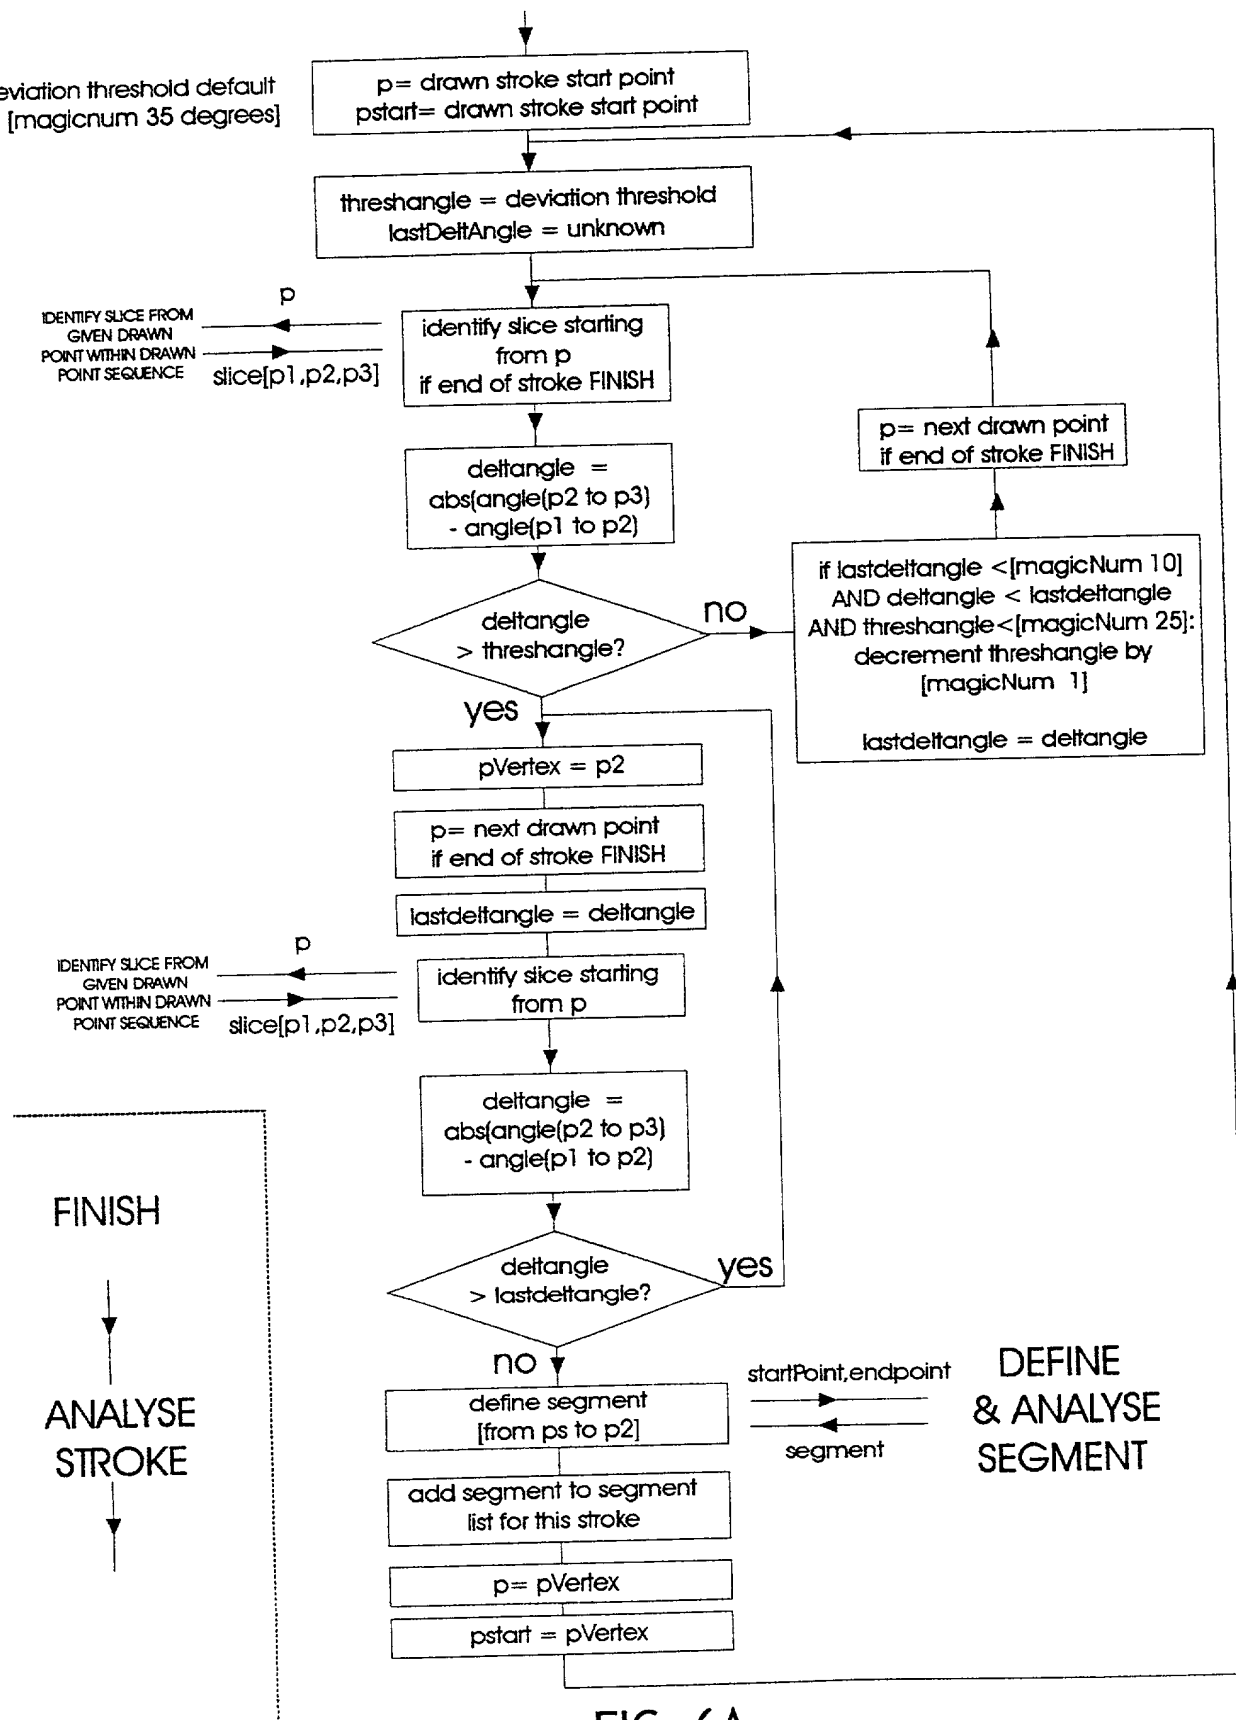 eviation threshold default
[magicnum 35 degrees]
p= drawn stroke start point
pstart= drawn stroke start point
threshangle = deviation threshold
lastDeltAngle = unknown
p
IDENTIFY SLICE FROM
GIVEN DRAWN
POINT WITHIN DRAWN
POINT SEQUENCE
slice[p1,p2,p3]
identify slice starting
from p
if end of stroke FINISH
p= next drawn point
if end of stroke FINISH
deltangle =
abs(angle(p2 to p3)
- angle(p1 to p2)
deltangle
> threshangle?
no
if lastdeltangle <[magicNum 10]
AND deltangle < lastdeltangle
AND threshangle<[magicNum 25]:
decrement threshangle by
[magicNum 1]
lastdeltangle = deltangle
yes
pVertex = p2
p= next drawn point
if end of stroke FINISH
lastdeltangle = deltangle
p
IDENTIFY SLICE FROM
GIVEN DRAWN
POINT WITHIN DRAWN
POINT SEQUENCE
slice[p1,p2,p3]
identify slice starting
from p
deltangle =
abs(angle(p2 to p3)
- angle(p1 to p2)
deltangle
> lastdeltangle?
yes
no
define segment
[from ps to p2]
startPoint,endpoint
segment
DEFINE
& ANALYSE
SEGMENT
add segment to segment
list for this stroke
p= pVertex
pstart = pVertex
FINISH
ANALYSE
STROKE
FIG. 6A